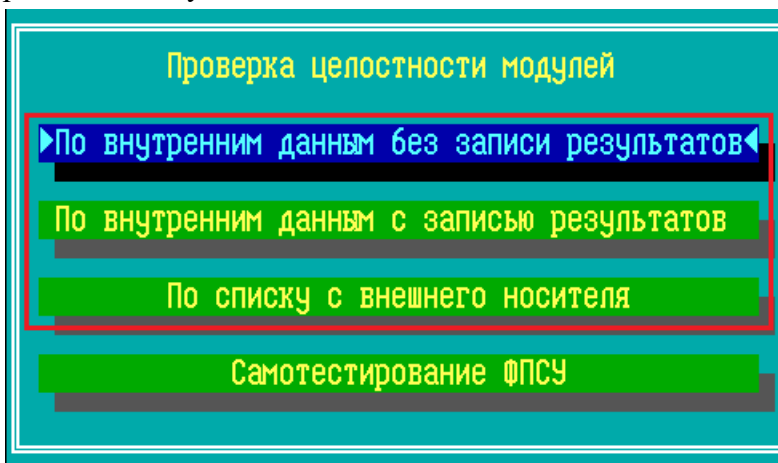 Проверка целостности модулей
По внутренним данным без записи результатов
По внутренним данным с записью результатов
По списку с внешнего носителя
Самотестирование ФПСУ